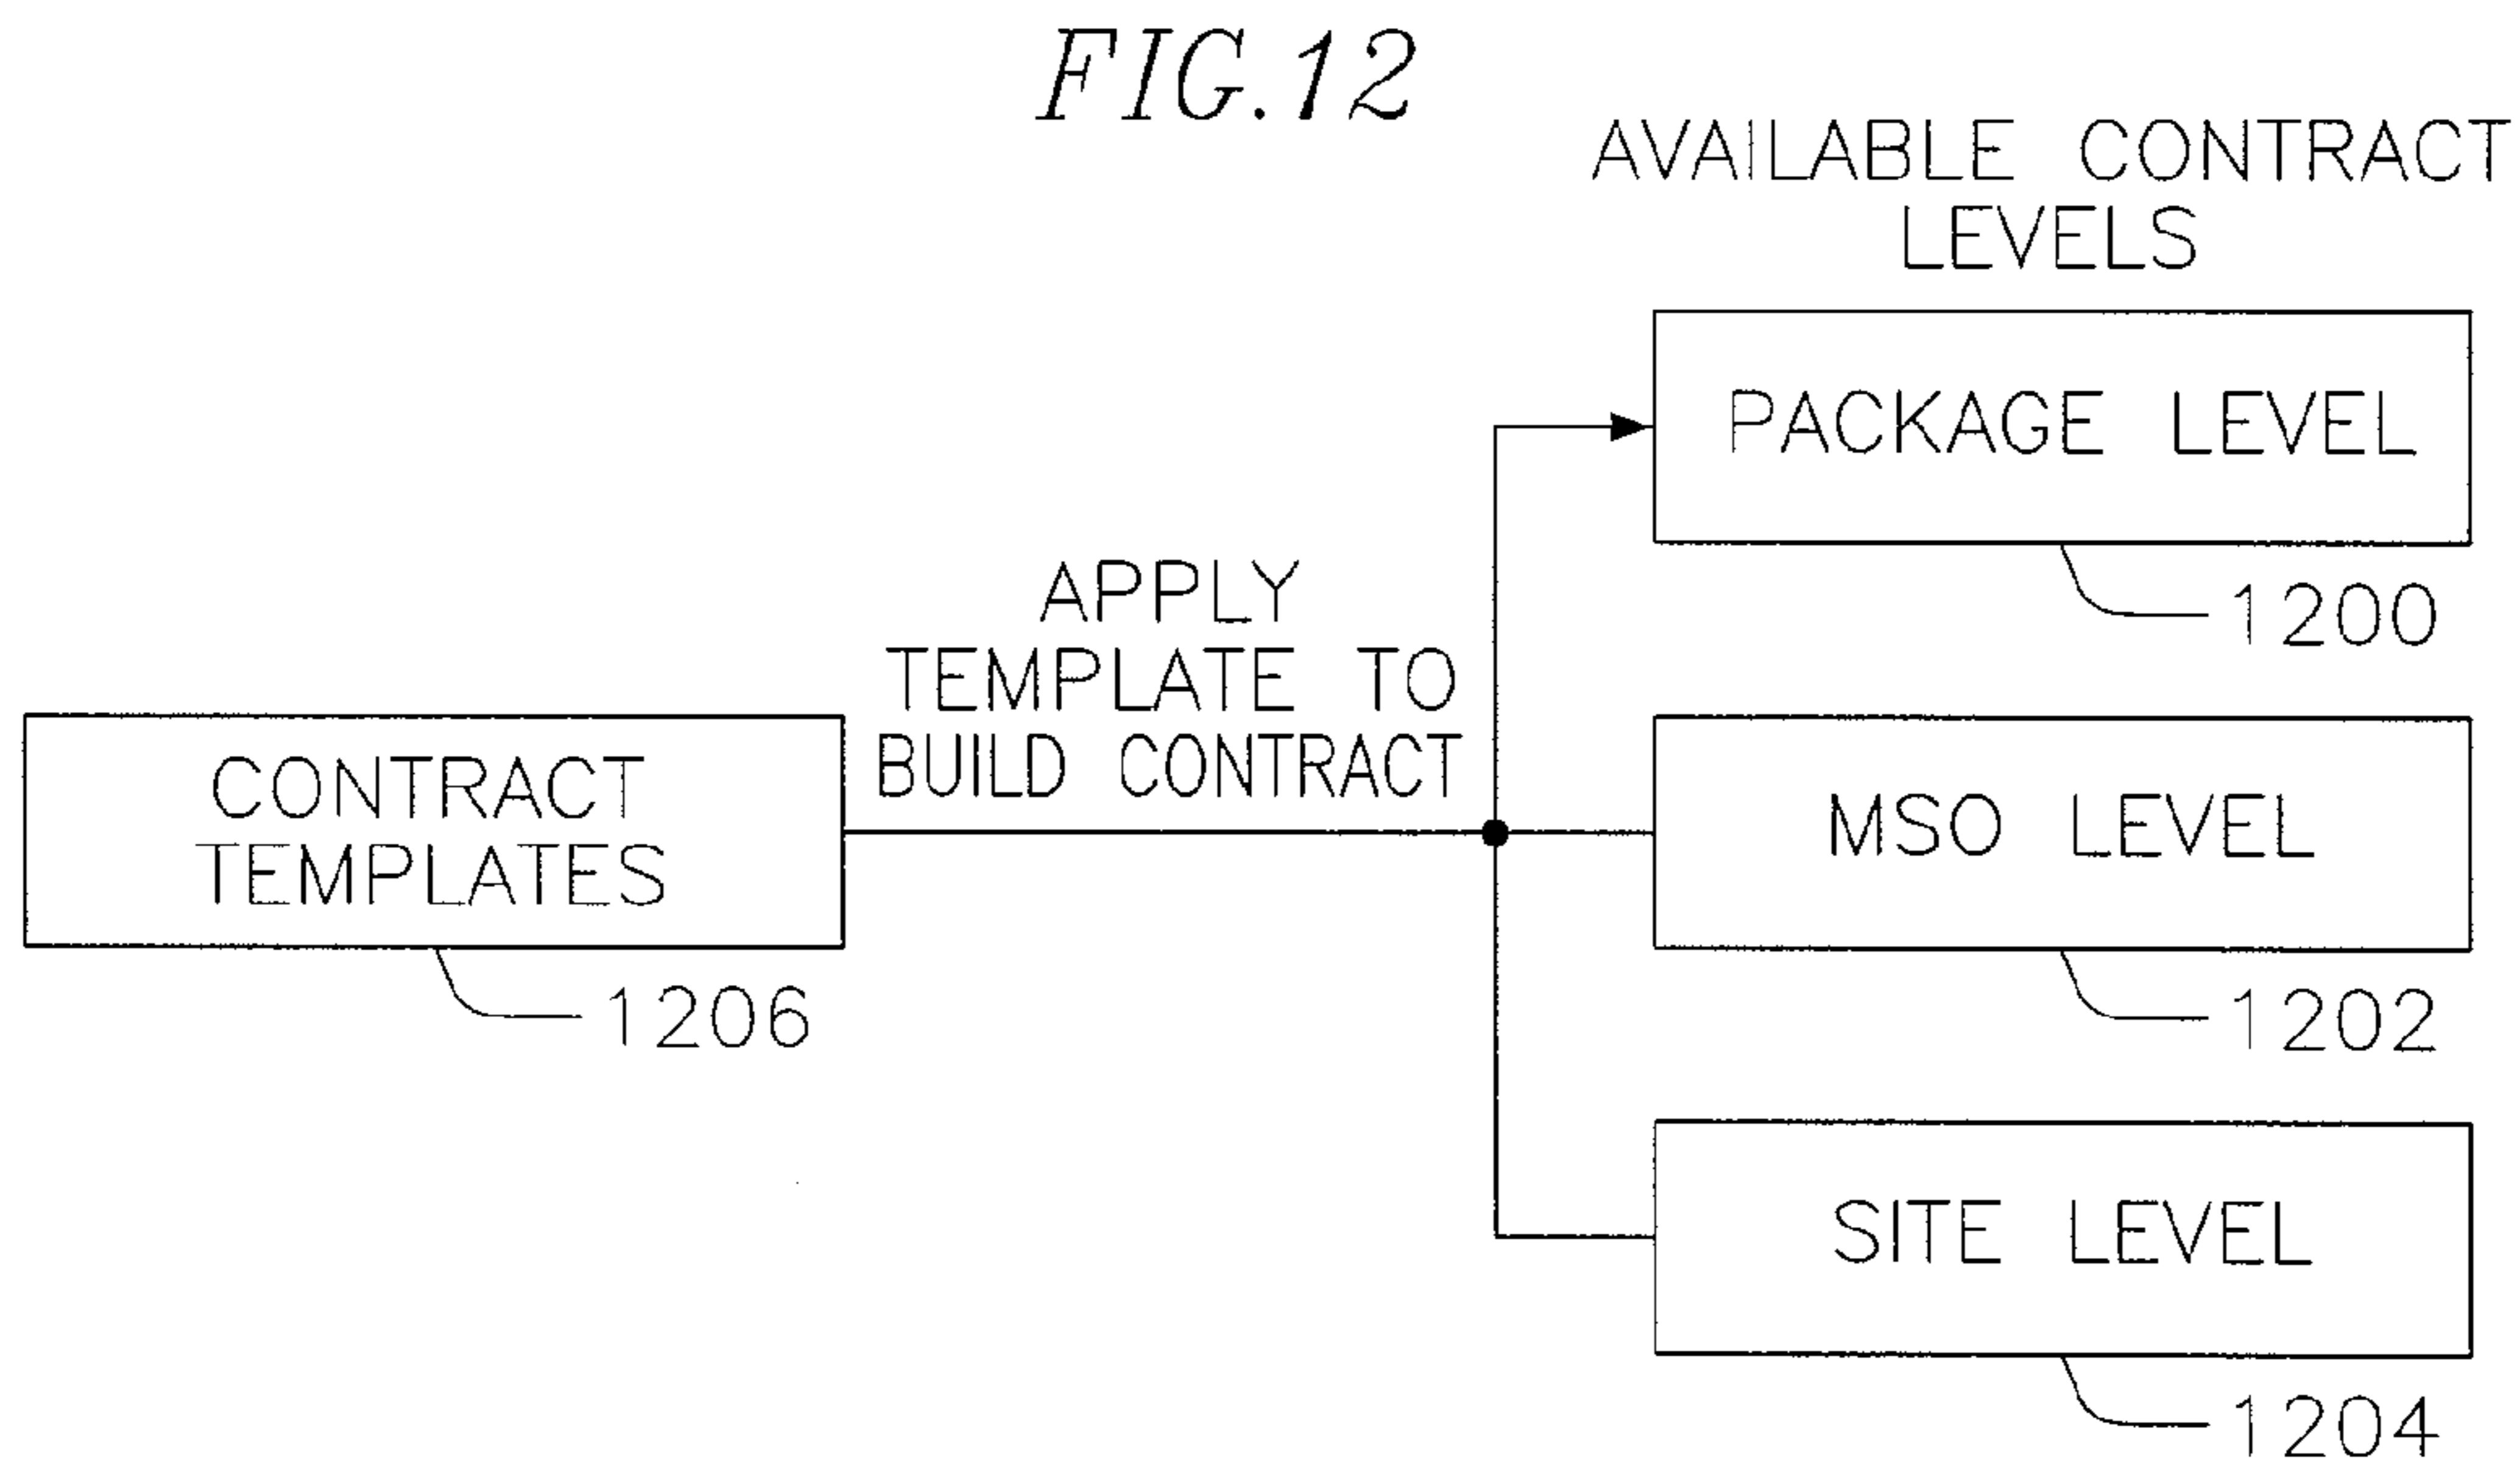 FIG.12
AVAILABLE CONTRACT
LEVELS
PACKAGE LEVEL
1200
APPLY
TEMPLATE TO
BUILD CONTRACT
CONTRACT
TEMPLATES
1206
MSO LEVEL
1202
SITE LEVEL
1204